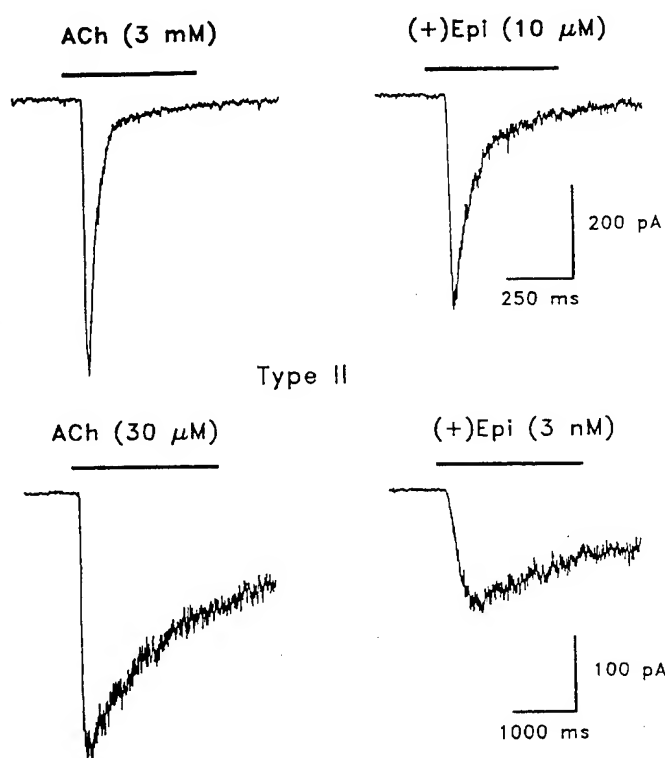 ACh (3 mM)
(+)Epi (10 μM)
200 pA
250 ms
Type II
ACh (30 μM)
(+)Epi (3 nM)
100 pA
1000 ms